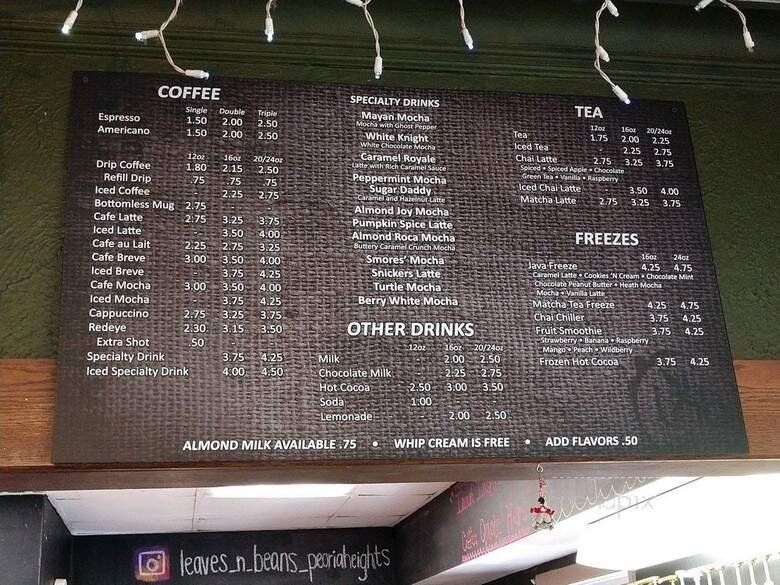 COFFEE
Single Double Triple
Espresso 1.50 2.00 2.50
Americano 1.50 2.00 2.50
12oz 16oz 20/24oz
Drip Coffee 1.80 2.15 2.50
Refill Drip .75 .75 .75
Iced Coffee - 2.25 2.75
Bottomless Mug 2.75
Cafe Latte 2.75 3.25 3.75
Iced Latte - 3.50 4.00
Cafe au Lait 2.25 2.75 3.25
Cafe Breve 3.00 3.50 4.00
Iced Breve - 3.75 4.25
Cafe Mocha 3.00 3.50 4.00
Iced Mocha - 3.75 4.25
Cappuccino 2.75 3.25 3.75
Redeye 2.30 3.15 3.50
Extra Shot .50 -
Specialty Drink 3.75 4.25
Iced Specialty Drink 4.00 4.50
SPECIALTY DRINKS
Mayan Mocha
Mocha with Ghost Pepper
White Knight
White Chocolate Mocha
Caramel Royale
Latte with Rich Caramel Sauce
Peppermint Mocha
Sugar Daddy
Caramel and Hazelnut Latte
Almond Joy Mocha
Pumpkin Spice Latte
Almond Roca Mocha
Buttery Caramel Crunch Mocha
Smores' Mocha
Snickers Latte
Turtle Mocha
Berry White Mocha
OTHER DRINKS
12oz 16oz 20/24oz
Milk - 2.00 2.50
Chocolate Milk - 2.25 2.75
Hot Cocoa 2.50 3.00 3.50
Soda 1.00
Lemonade 2.00 2.50
TEA
12oz 16oz 20/24oz
Tea 1.75 2.00 2.25
Iced Tea 2.25 2.75
Chai Latte 2.75 3.25 3.75
Spiced • Spiced Apple • Chocolate
Green Tea • Vanilla • Raspberry
Iced Chai Latte 3.50 4.00
Matcha Latte 2.75 3.25 3.75
FREEZES
16oz 24oz
Java Freeze 4.25 4.75
Caramel Latte • Cookies 'N Cream • Chocolate Mint
Chocolate Peanut Butter • Heath Mocha
Mocha • Vanilla Latte
Matcha Tea Freeze 4.25 4.75
Chai Chiller 3.75 4.25
Fruit Smoothie 3.75 4.25
Strawberry • Banana • Raspberry
Mango • Peach • Wildberry
Frozen Hot Cocoa 3.75 4.25
ALMOND MILK AVAILABLE .75 • WHIP CREAM IS FREE • ADD FLAVORS .50
leaves_n_beans_peoriaheights